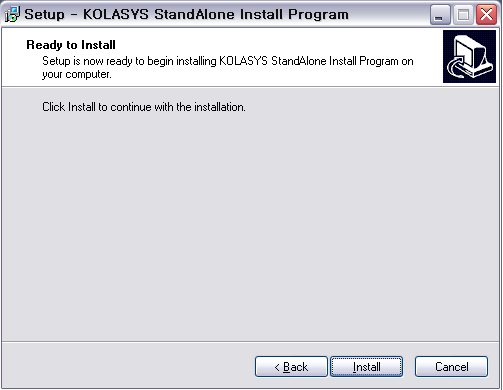 Setup - KOLASYS StandAlone Install Program
Ready to Install
Setup is now ready to begin installing KOLASYS StandAlone Install Program on
your computer.
Click Install to continue with the installation.
< Back Install Cancel